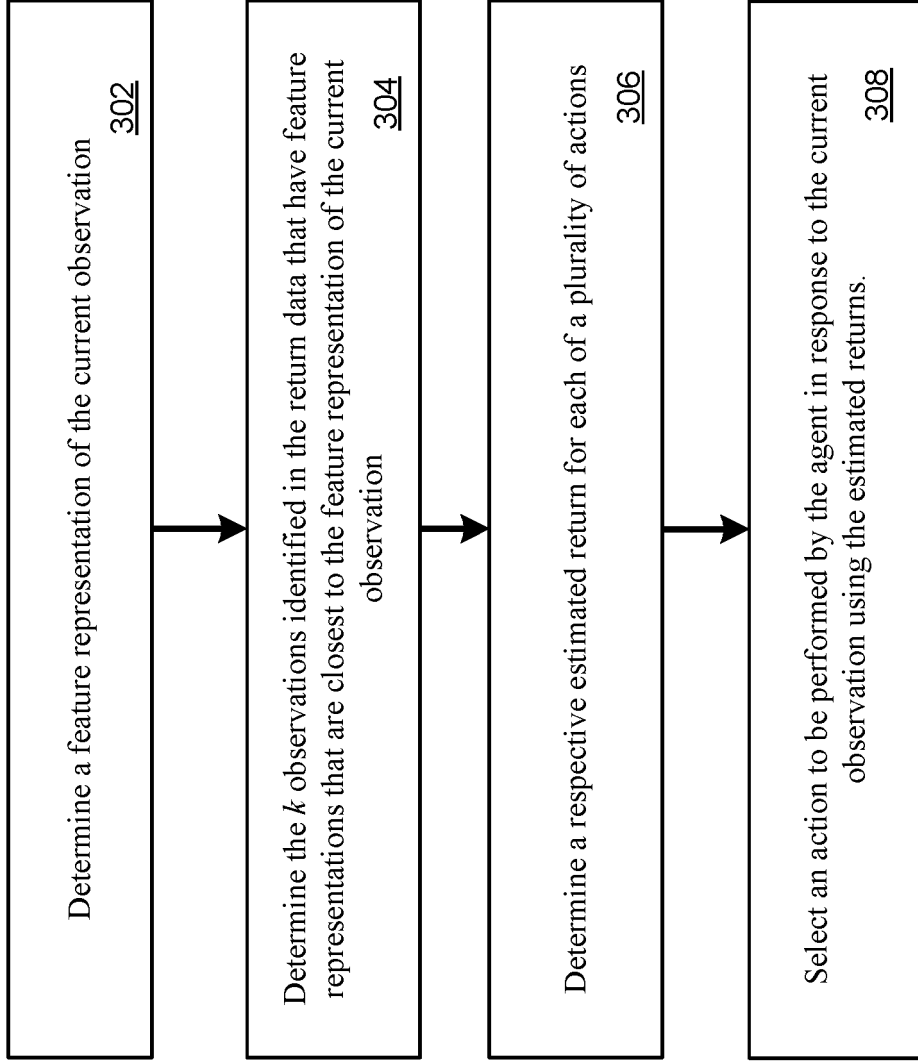 Determine a feature representation of the current observation
302
Determine the k observations identified in the return data that have feature
representations that are closest to the feature representation of the current
observation
304
Determine a respective estimated return for each of a plurality of actions
306
Select an action to be performed by the agent in response to the current
observation using the estimated returns.
308